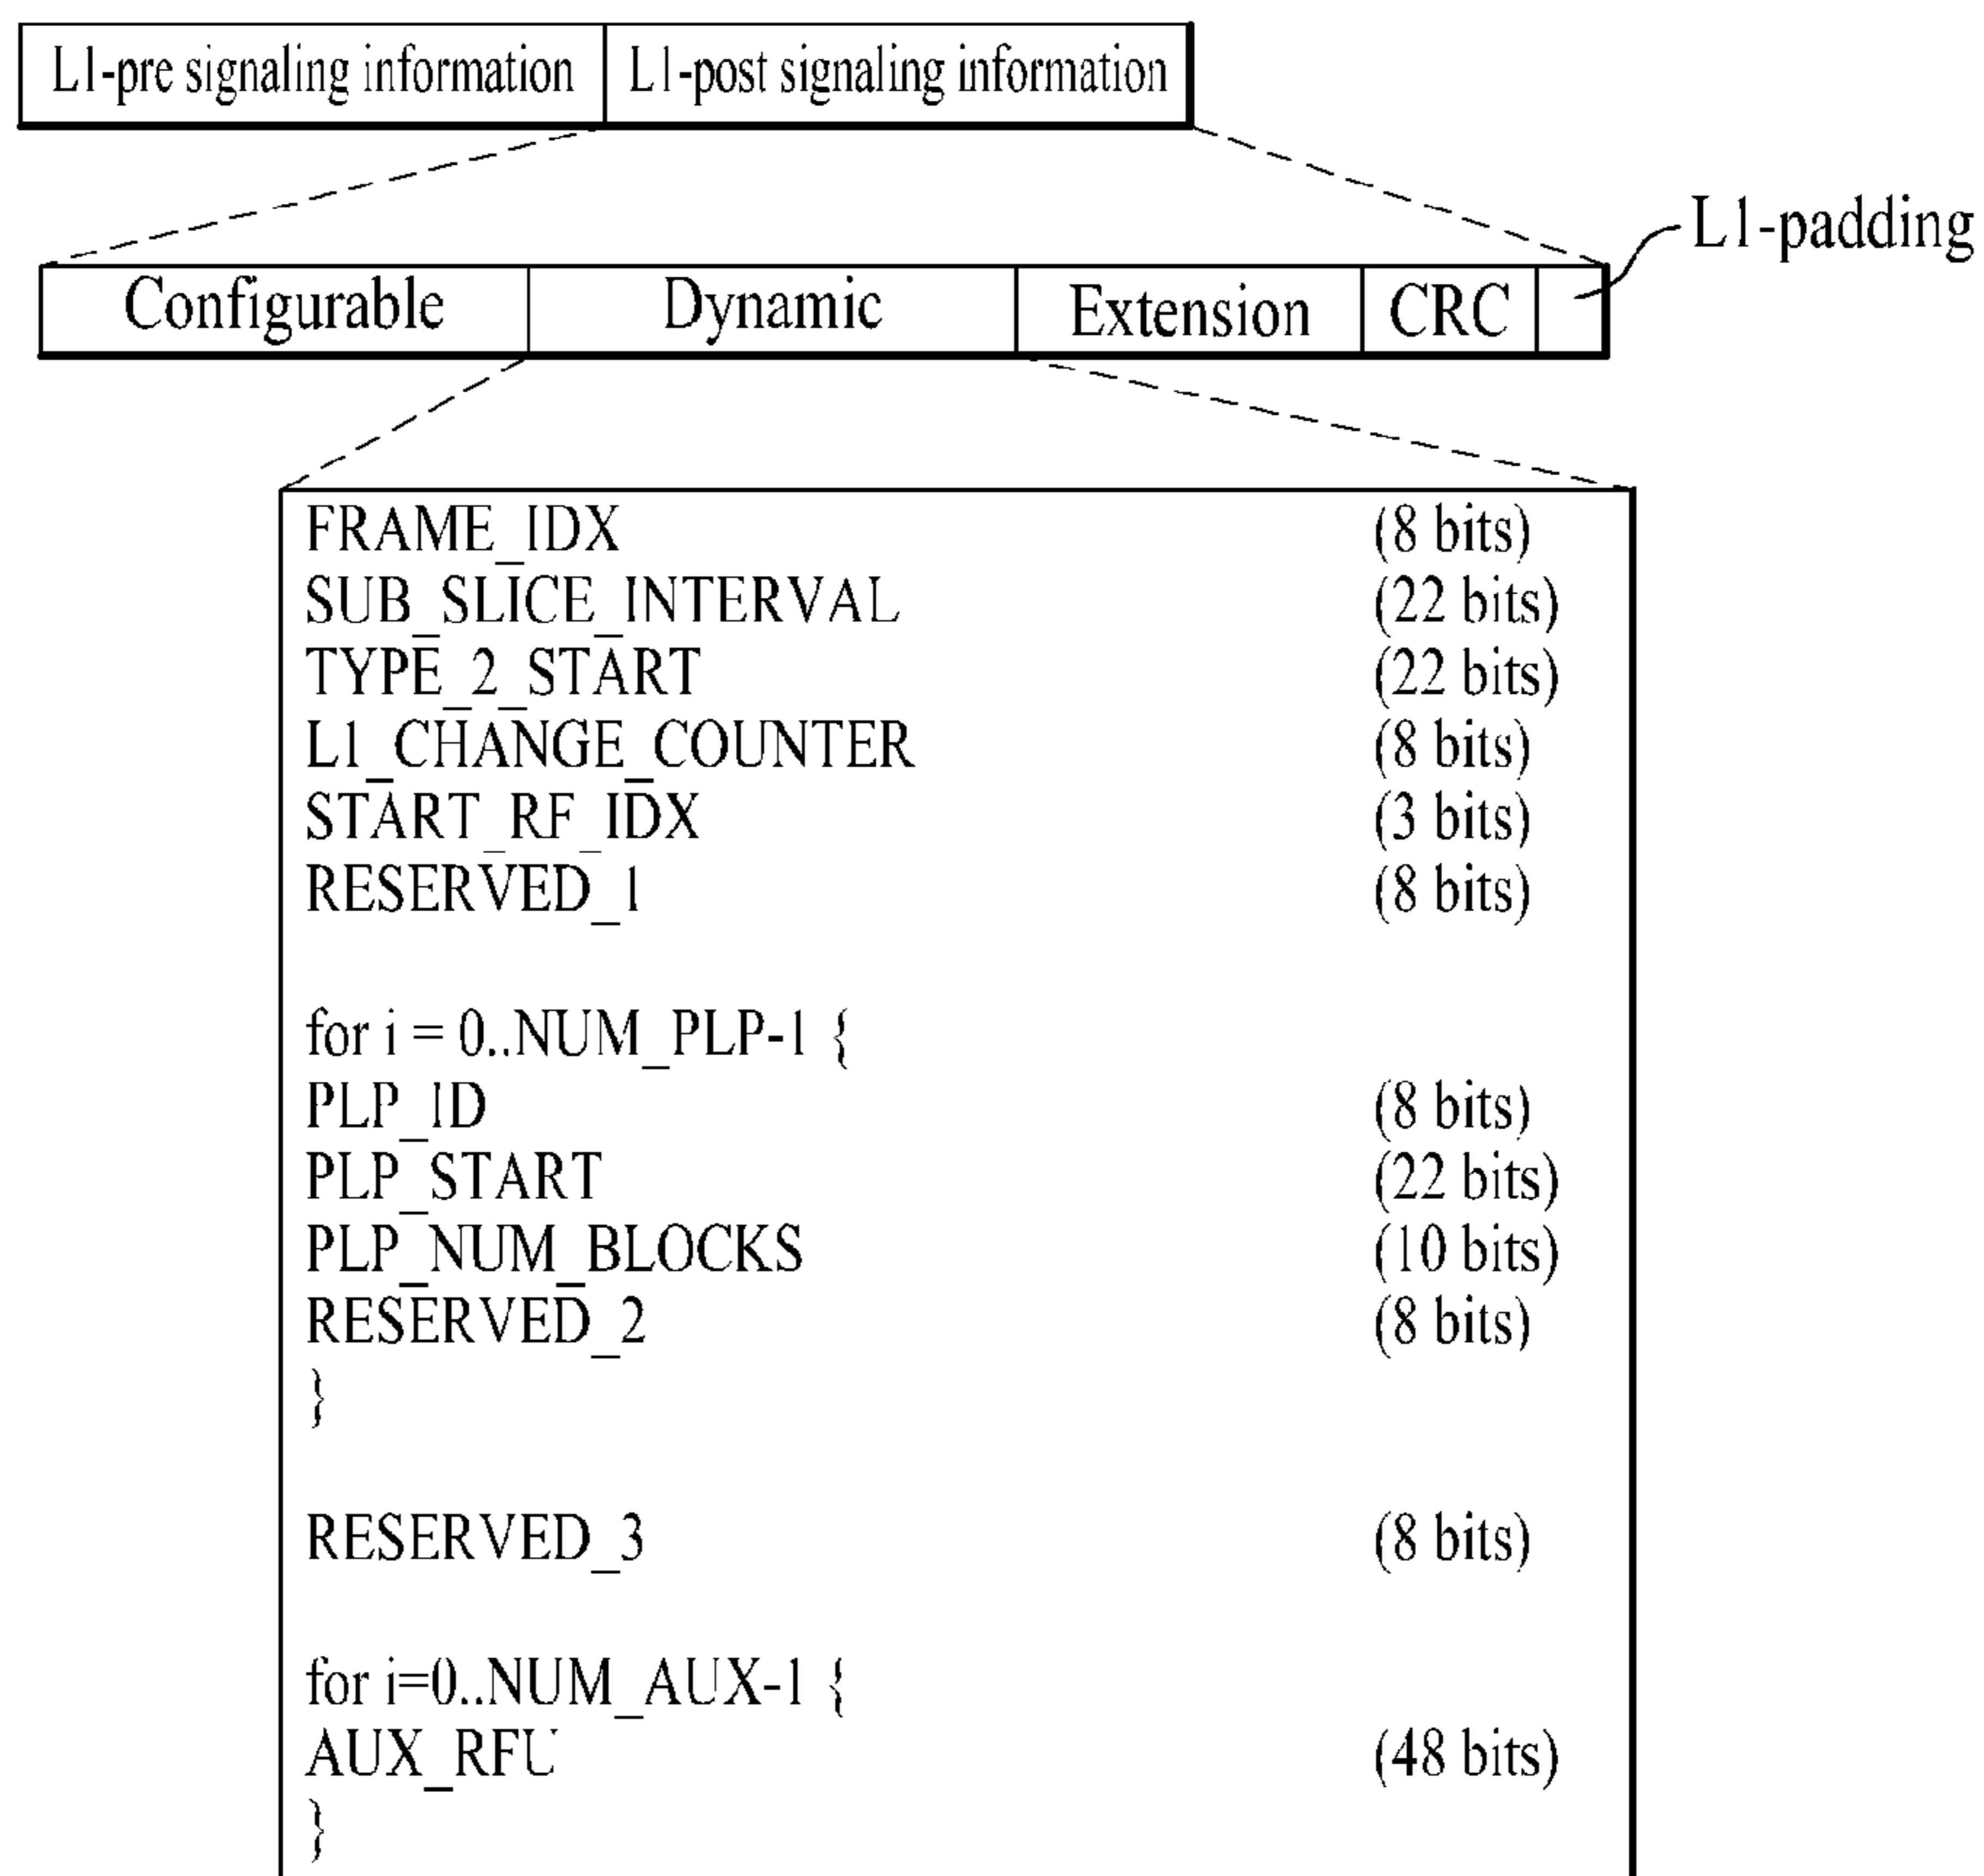 L1-pre signaling information L1-post signaling information
L1-padding
Configurable Dynamic Extension CRC
FRAME_IDX (8 bits)
SUB_SLICE_INTERVAL (22 bits)
TYPE_2_START (22 bits)
L1_CHANGE_COUNTER (8 bits)
START_RF_IDX (3 bits)
RESERVED_1 (8 bits)
for i = 0..NUM_PLP-1 {
PLP_ID (8 bits)
PLP_START (22 bits)
PLP_NUM_BLOCKS (10 bits)
RESERVED_2 (8 bits)
}
RESERVED_3 (8 bits)
for i=0..NUM_AUX-1 {
AUX_RFU (48 bits)
}